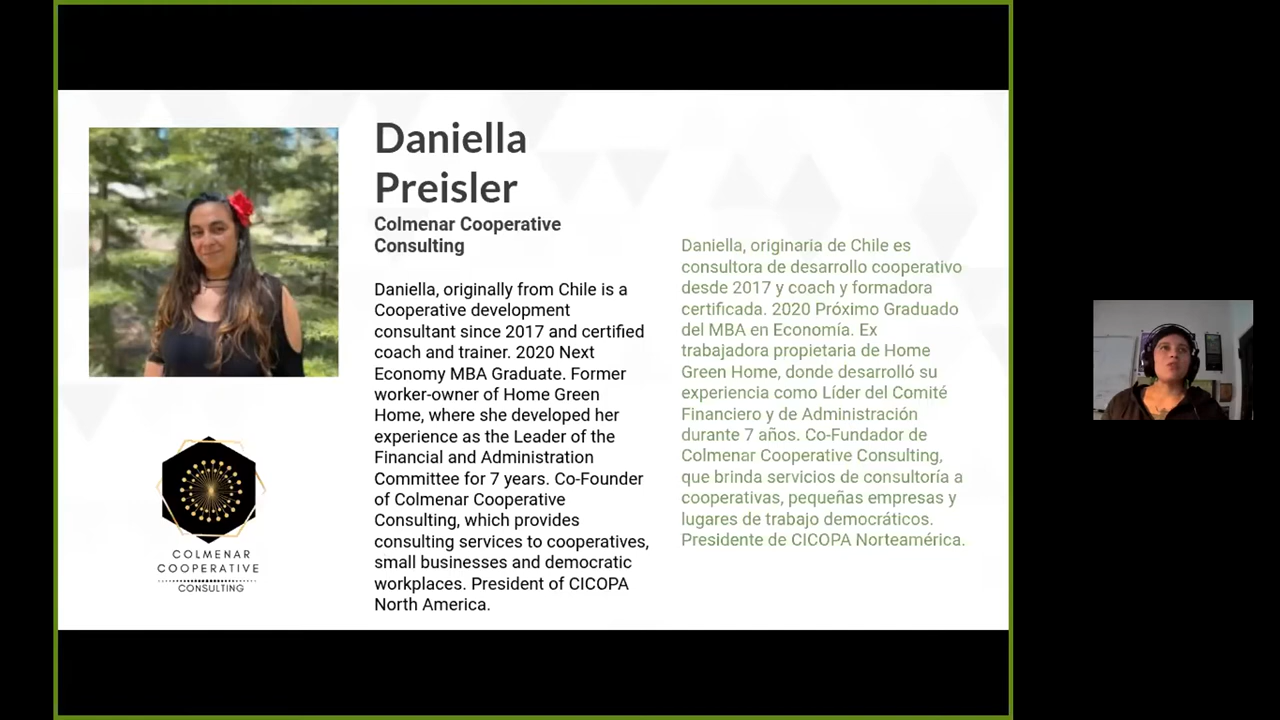 Daniella
Preisler
Colmenar Cooperative
Consulting
Daniella, originally from Chile is a
Cooperative development
consultant since 2017 and certified
coach and trainer. 2020 Next
Economy MBA Graduate. Former
worker-owner of Home Green
Home, where she developed her
experience as the Leader of the
Financial and Administration
Committee for 7 years. Co-Founder
of Colmenar Cooperative
Consulting, which provides
consulting services to cooperatives,
small businesses and democratic
workplaces. President of CICOPA
North America.
Daniella, originaria de Chile es
consultora de desarrollo cooperativo
desde 2017 y coach y formadora
certificada. 2020 Próximo Graduado
del MBA en Economía. Ex
trabajadora propietaria de Home
Green Home, donde desarrolló su
experiencia como Líder del Comité
Financiero y de Administración
durante 7 años. Co-Fundador de
Colmenar Cooperative Consulting,
que brinda servicios de consultoría a
cooperativas, pequeñas empresas y
lugares de trabajo democráticos.
Presidente de CICOPA Norteamérica.
COLMENAR
COOPERATIVE
CONSULTING